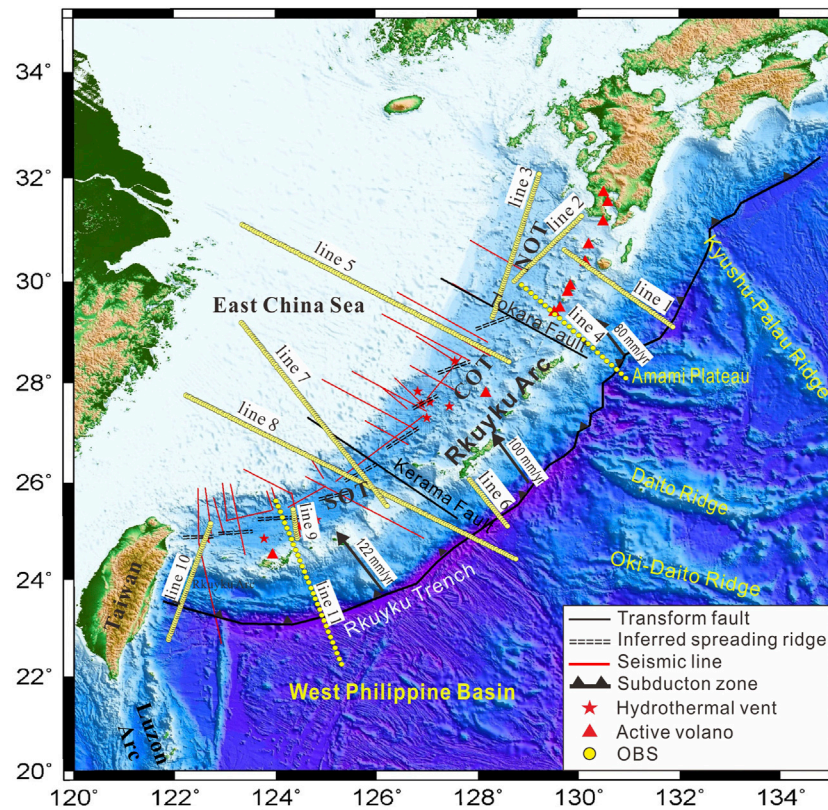 34°
32°
30°
28°
26°
24°
22°
20°
120°
122°
124°
126°
128°
130°
132°
134°
line 3
line 2
NOT
line 5
line 1
Kyushu-Palau Ridge
East China Sea
Tokara Fault
line 4
80 mm/yr
line 7
COT
Amami Plateau
line 8
Rkuyku Arc
100 mm/yr
Kerama Fault
line 6
Daito Ridge
SOT
line 9
122 mm/yr
Oki-Daito Ridge
line 10
Taiwan
line 11
Rkuyku Trench
West Philippine Basin
Luzon
Arc
Transform fault
Inferred spreading ridge
Seismic line
Subducton zone
Hydrothermal vent
Active volano
OBS